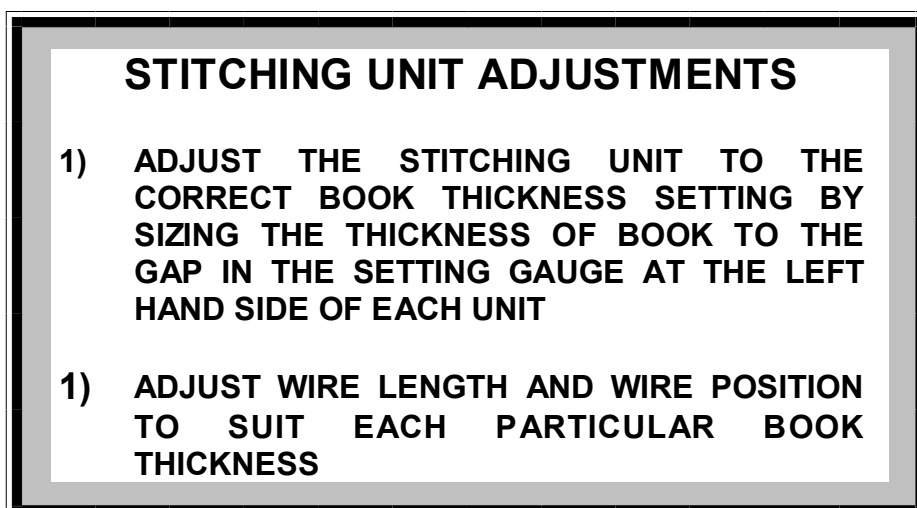 STITCHING UNIT ADJUSTMENTS
1) ADJUST THE STITCHING UNIT TO THE
CORRECT BOOK THICKNESS SETTING BY
SIZING THE THICKNESS OF BOOK TO THE
GAP IN THE SETTING GAUGE AT THE LEFT
HAND SIDE OF EACH UNIT
1) ADJUST WIRE LENGTH AND WIRE POSITION
TO SUIT EACH PARTICULAR BOOK
THICKNESS